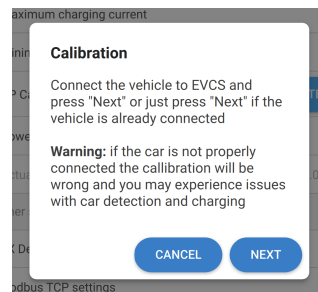 aximum charging current
Calibration
Connect the vehicle to EVCS and
press "Next" or just press "Next" if the
vehicle is already connected
Warning: if the car is not properly
connected the callibration will be
wrong and you may experience issues
with car detection and charging
CANCEL NEXT
odbus TCP settings